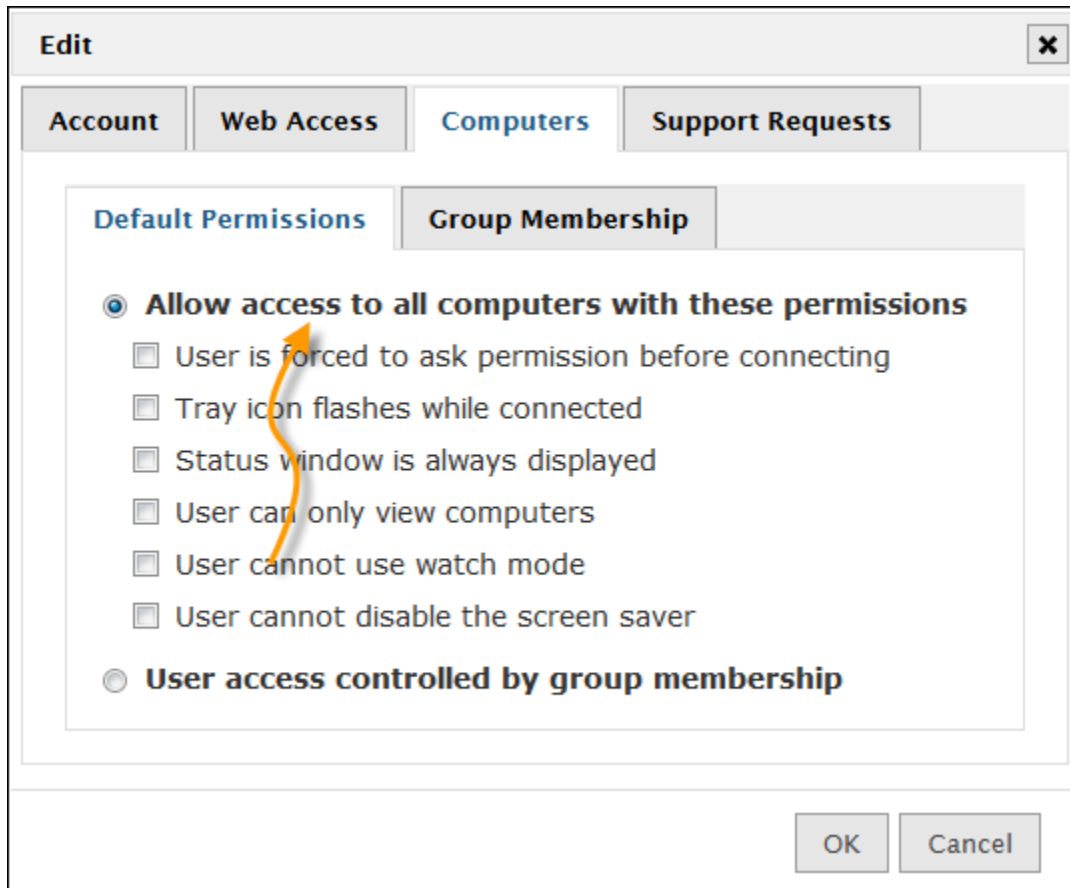 Edit
Account Web Access Computers Support Requests
Default Permissions Group Membership
Allow access to all computers with these permissions
User is forced to ask permission before connecting
Tray icon flashes while connected
Status window is always displayed
User can only view computers
User cannot use watch mode
User cannot disable the screen saver
User access controlled by group membership
OK Cancel